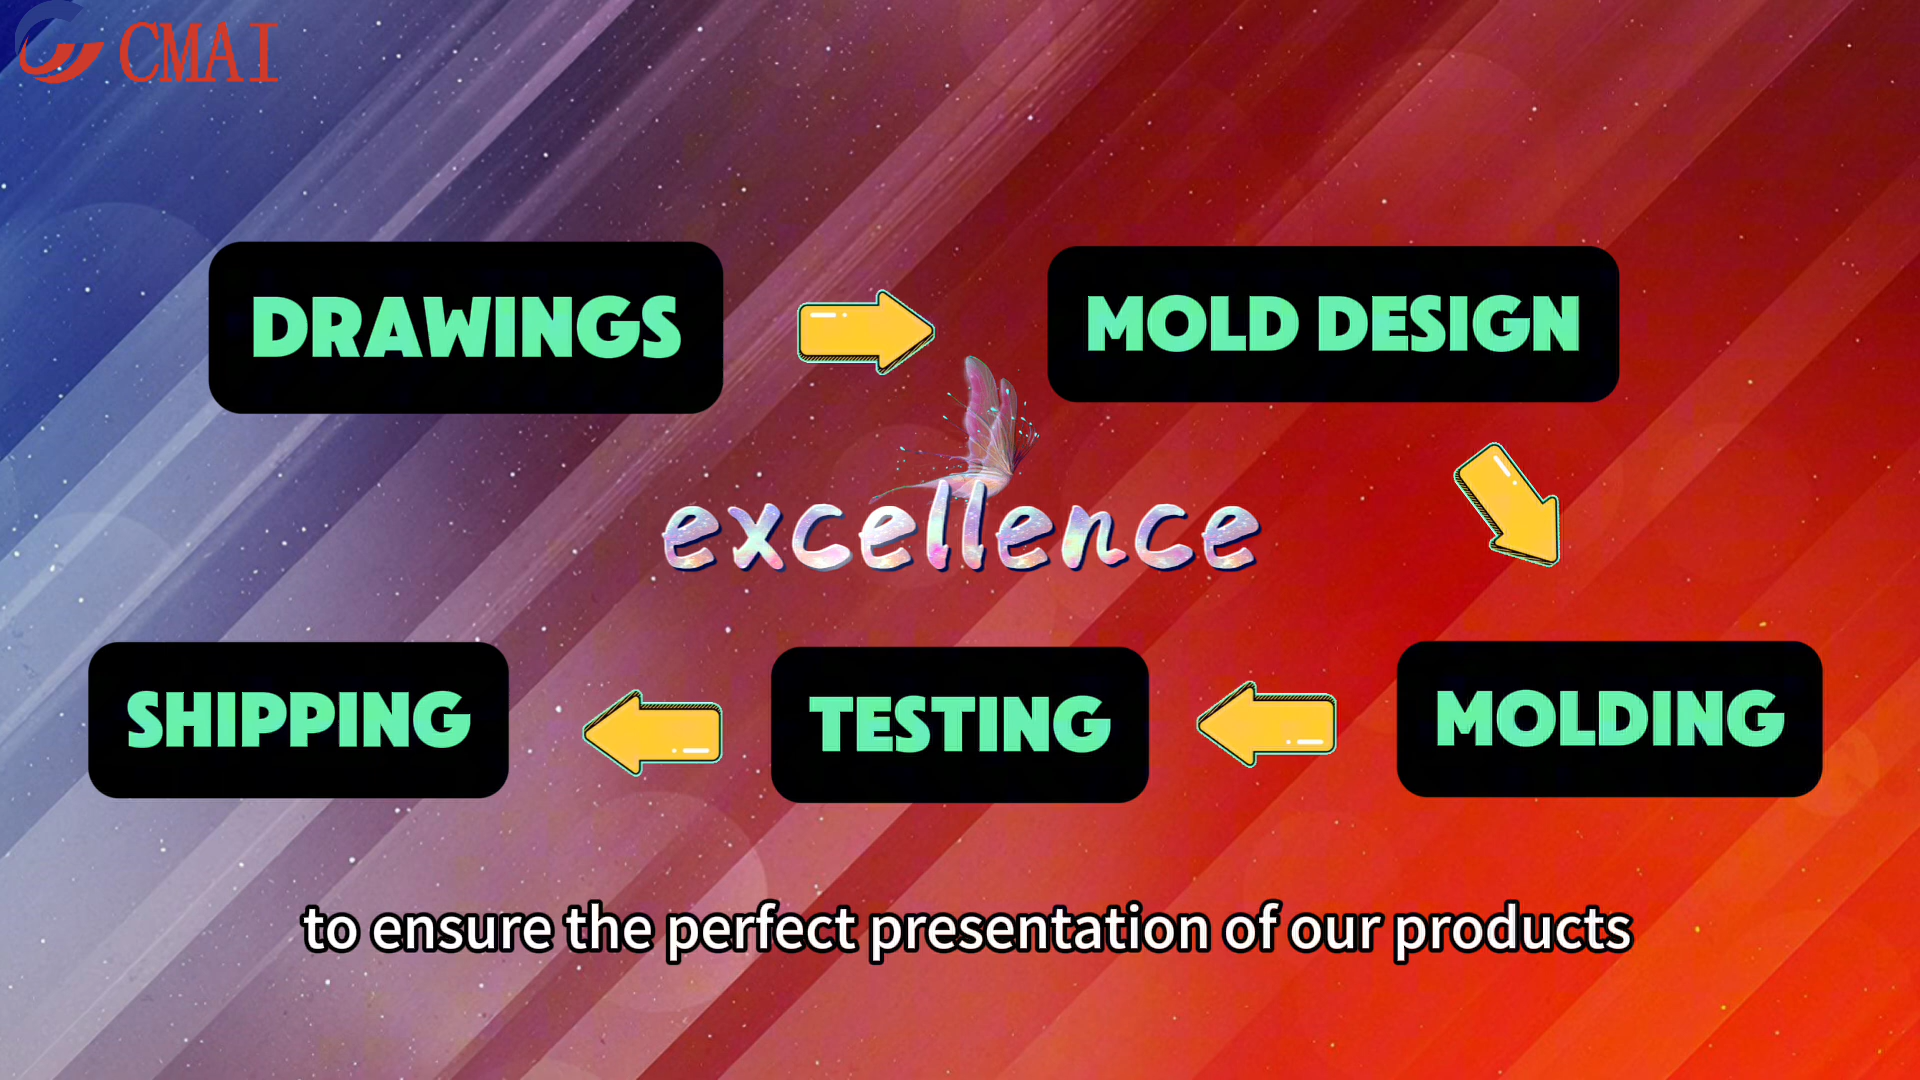 CMAI
DRAWINGS
MOLD DESIGN
excellence
SHIPPING
TESTING
MOLDING
to ensure the perfect presentation of our products